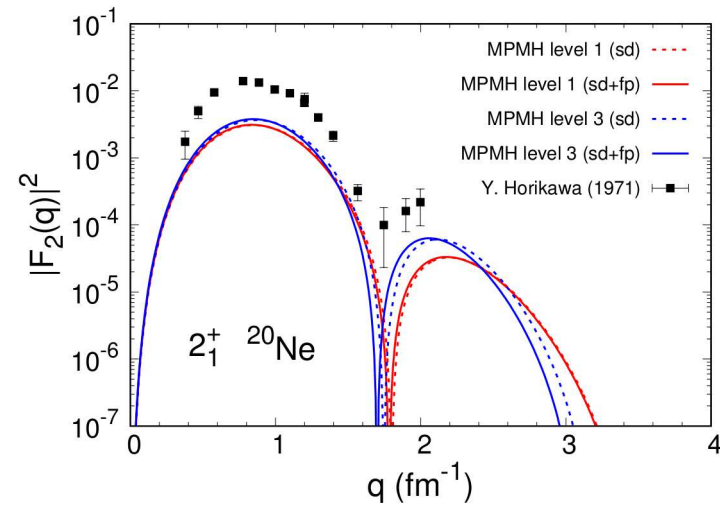 10^-1
10^-2
10^-3
10^-4
10^-5
10^-6
10^-7
|F_2(q)|^2
MPMH level 1 (sd)
MPMH level 1 (sd+fp)
MPMH level 3 (sd)
MPMH level 3 (sd+fp)
Y. Horikawa (1971)
2_1^+ ^20Ne
0 1 2 3 4
q (fm^-1)